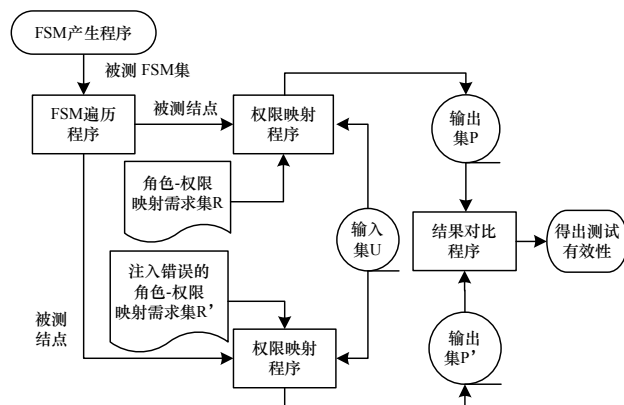 FSM产生程序
被测 FSM集
FSM遍历
程序
被测结点
权限映射
程序
输出
集P
角色-权限
映射需求集R
输入
集U
结果对比
程序
得出测试
有效性
注入错误的
角色-权限
映射需求集R’
被测
结点
权限映射
程序
输出
集P’